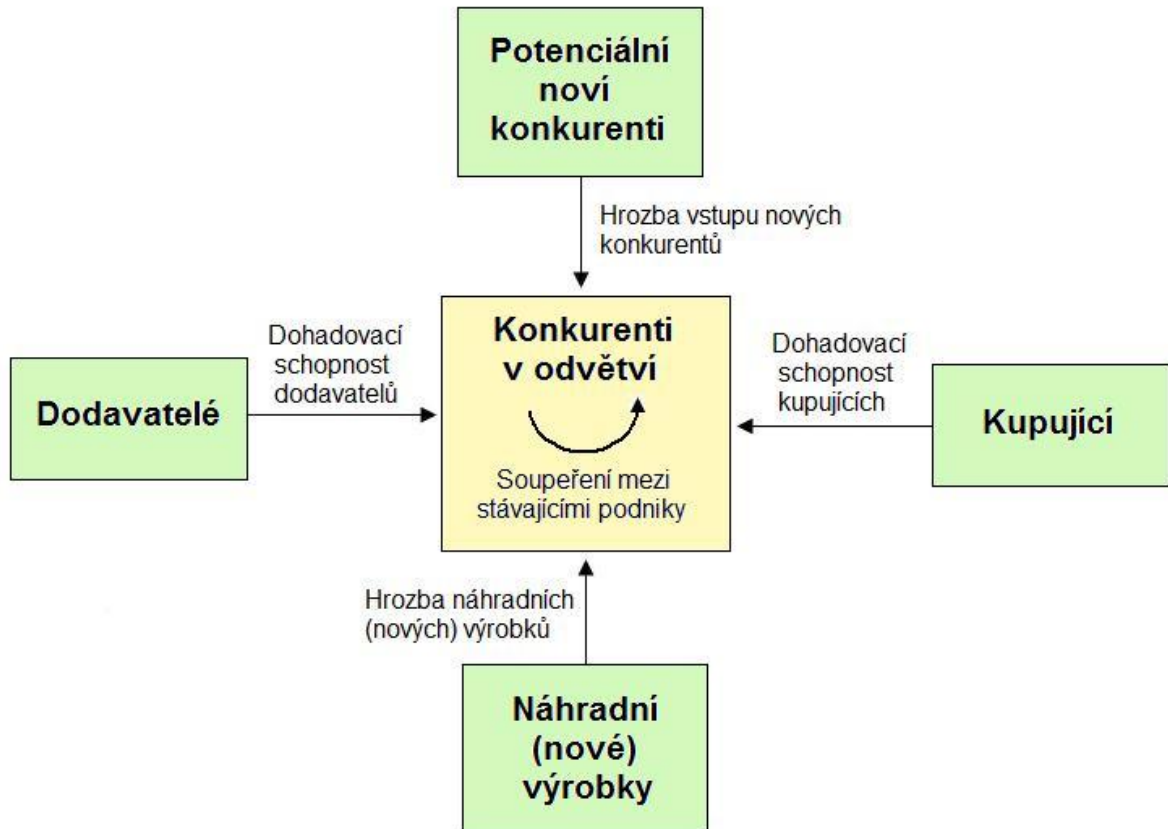 Potenciální
noví
konkurenti
Hrozba vstupu nových
konkurentů
Dohadovací
schopnost
dodavatelů
Dodavatelé
Konkurenti
v odvětví
Soupeření mezi
stávajícími podniky
Dohadovací
schopnost
kupujících
Kupující
Hrozba náhradních
(nových) výrobků
Náhradní
(nové)
výrobky